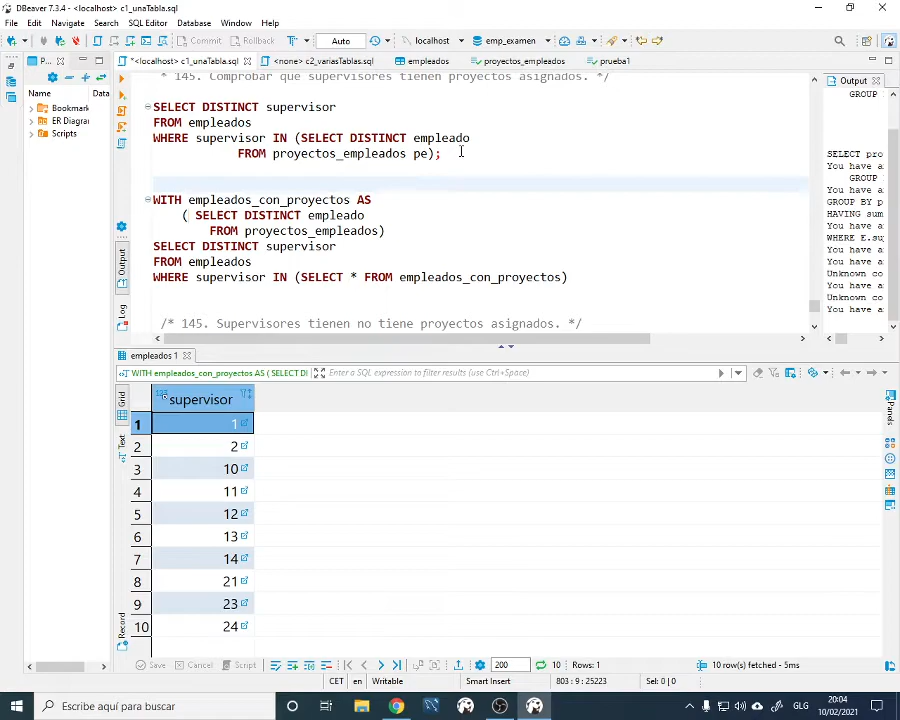 DBeaver 7.3.4 - *<localhost> c1_unaTabla.sql
File Edit Navigate Search SQL Editor Database Window Help
Commit Rollback Auto localhost emp_examen
P... *<localhost> c1_unaTabla.sql <none> c2_variasTablas.sql empleados proyectos_empleados prueba1 Output
Name Data
Bookmark
ER Diagra
Scripts
* 145. Comprobar que supervisores tienen proyectos asignados. */
SELECT DISTINCT supervisor
FROM empleados
WHERE supervisor IN (SELECT DISTINCT empleado
FROM proyectos_empleados pe);
WITH empleados_con_proyectos AS
( SELECT DISTINCT empleado
FROM proyectos_empleados)
SELECT DISTINCT supervisor
FROM empleados
WHERE supervisor IN (SELECT * FROM empleados_con_proyectos)
/* 145. Supervisores tienen no tiene proyectos asignados. */
Output
Log
GROUP
SELECT pro
You have a
GROUP
You have a
GROUP BY p
HAVING sum
You have a
WHERE E.su
You have a
You have a
Unknown co
You have a
Unknown co
You have a
empleados 1
WITH empleados_con_proyectos AS ( SELECT DI Enter a SQL expression to filter results (use Ctrl+Space)
Grid
Text
Record
Panels
123 supervisor
1 1
2 2
3 10
4 11
5 12
6 13
7 14
8 21
9 23
10 24
Save Cancel Script 200 10 Rows: 1 10 row(s) fetched - 5ms
CET en Writable Smart Insert 803 : 9 : 25223 Sel: 0 | 0
Escribe aquí para buscar GLG 20:04
10/02/2021